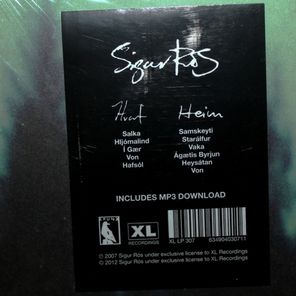 Sigur Rós
Hvarf
Heim
Salka
Hljómalind
Í Gær
Von
Hafsól
Samskeyti
Starálfur
Vaka
Ágætis Byrjun
Heysátan
Von
INCLUDES MP3 DOWNLOAD
KRUNK
XL
RECORDINGS
XL LP 307
634904030711
℗ 2007 Sigur Rós under exclusive license to XL Recordings
© 2012 Sigur Rós under exclusive license to XL Recordings